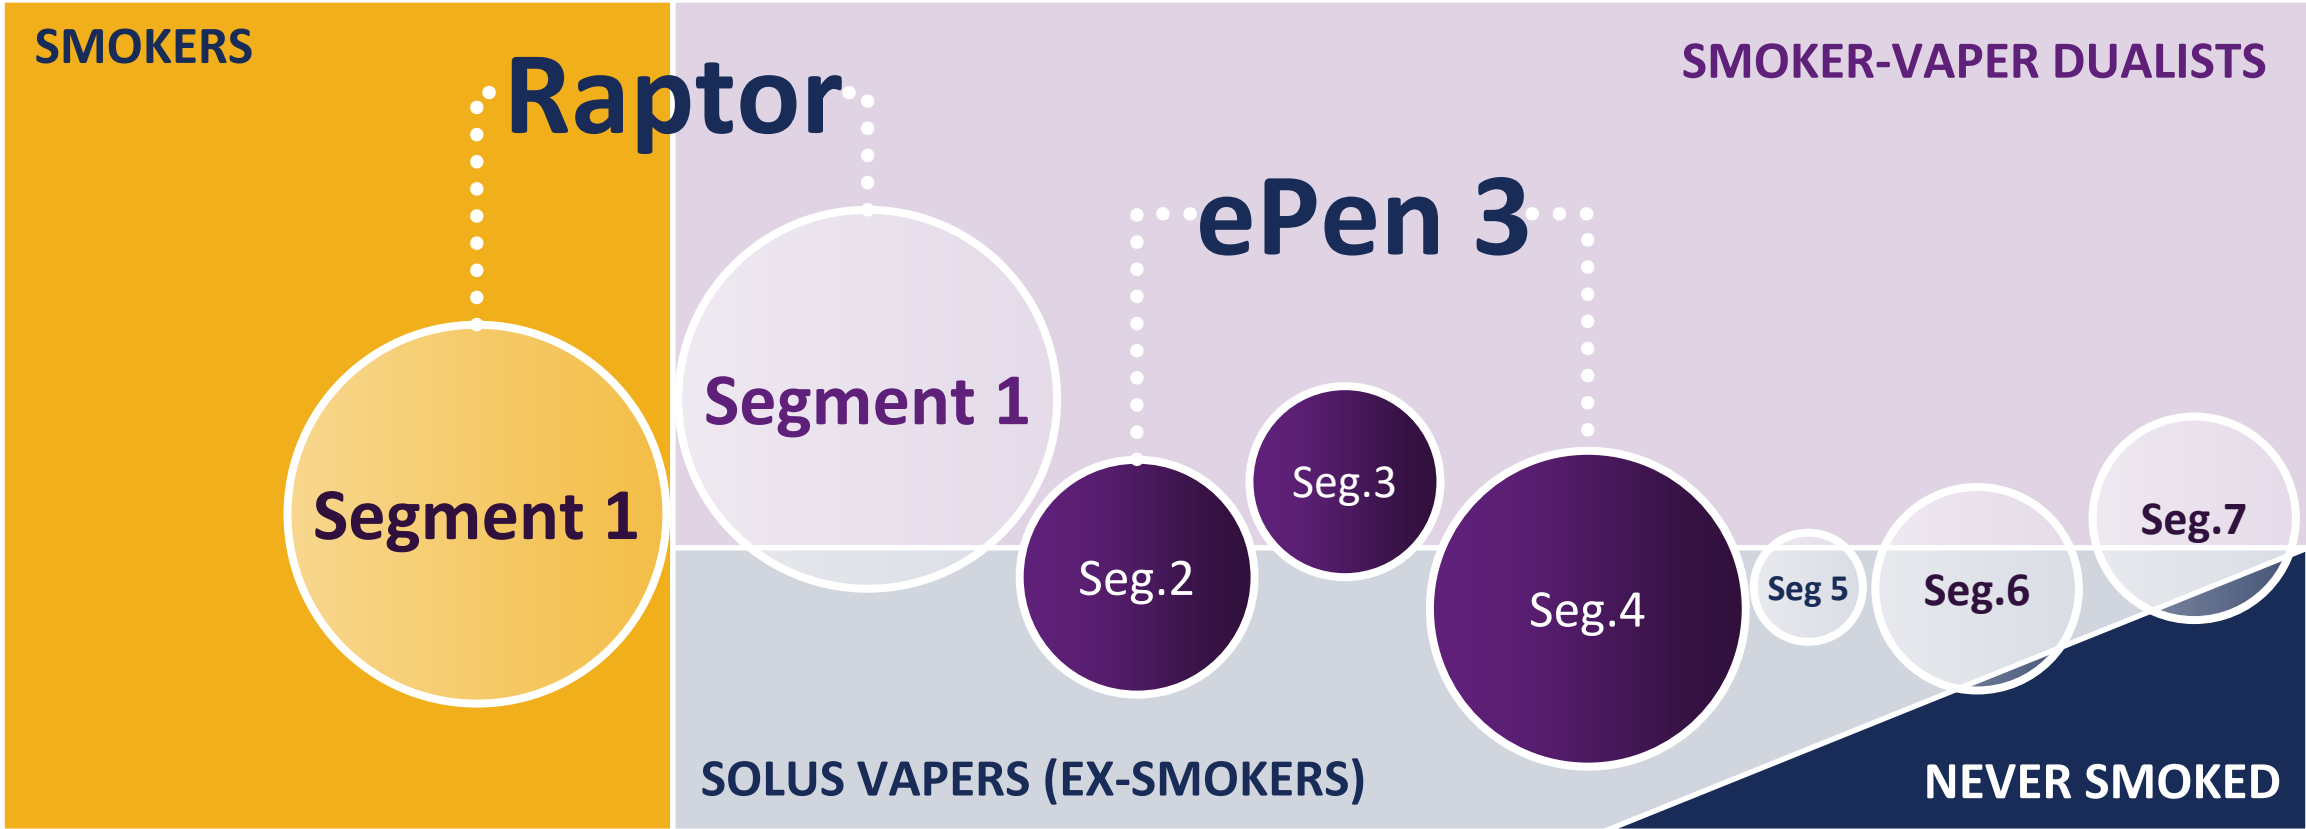 SMOKERS
Raptor
SMOKER-VAPER DUALISTS
ePen 3
Segment 1
Segment 1
Seg.2
Seg.3
Seg.4
Seg 5
Seg.6
Seg.7
SOLUS VAPERS (EX-SMOKERS)
NEVER SMOKED